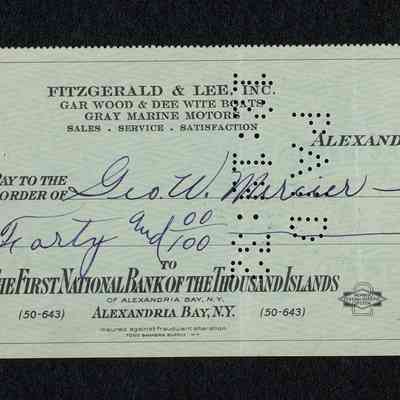 FITZGERALD & LEE, INC.
GAR WOOD & DEE WITE BOATS
GRAY MARINE MOTORS
SALES . SERVICE . SATISFACTION
ALEXANDRIA
PAY TO THE
ORDER OF Geo. W. Mercier
Forty and 00/100
TO
THE FIRST NATIONAL BANK OF THE THOUSAND ISLANDS
OF ALEXANDRIA BAY, N.Y.
(50-643) ALEXANDRIA BAY, N.Y. (50-643)
Insured against fraudulent alteration